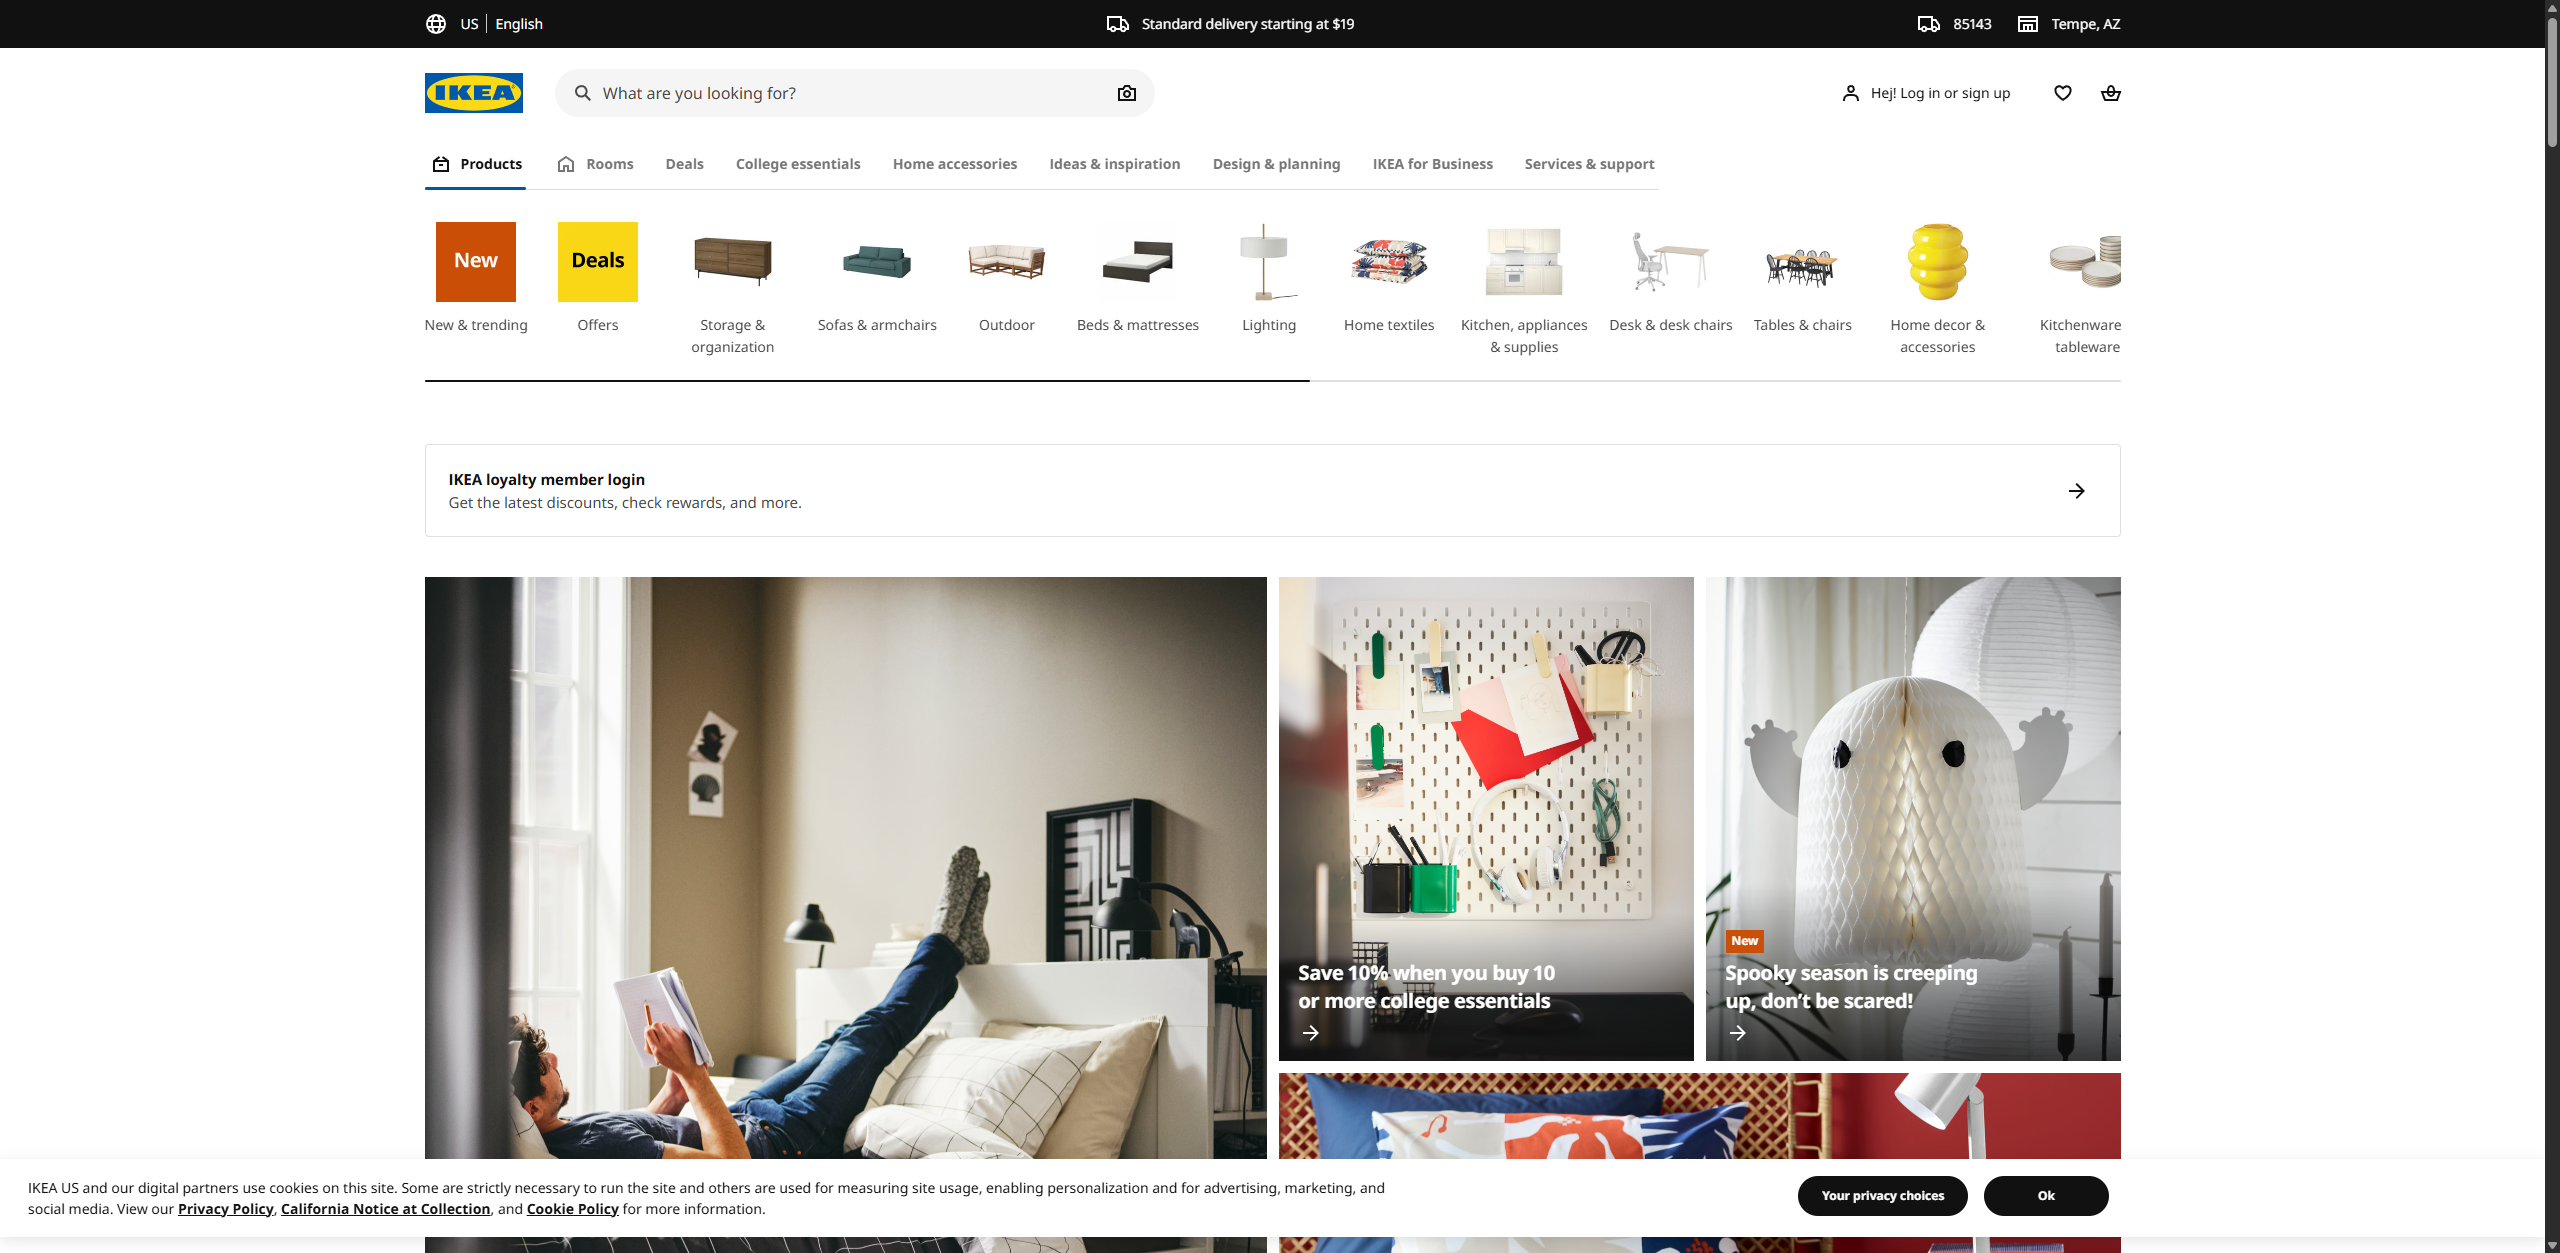 US | English
Standard delivery starting at $19
85143
Tempe, AZ
IKEA
What are you looking for?
Hej! Log in or sign up
Products
Rooms
Deals
College essentials
Home accessories
Ideas & inspiration
Design & planning
IKEA for Business
Services & support
New
Deals
New & trending
Offers
Storage &
organization
Sofas & armchairs
Outdoor
Beds & mattresses
Lighting
Home textiles
Kitchen, appliances
& supplies
Desk & desk chairs
Tables & chairs
Home decor &
accessories
Kitchenware
tableware
IKEA loyalty member login
Get the latest discounts, check rewards, and more.
Save 10% when you buy 10
or more college essentials
New
Spooky season is creeping
up, don’t be scared!
IKEA US and our digital partners use cookies on this site. Some are strictly necessary to run the site and others are used for measuring site usage, enabling personalization and for advertising, marketing, and
social media. View our Privacy Policy, California Notice at Collection, and Cookie Policy for more information.
Your privacy choices
Ok